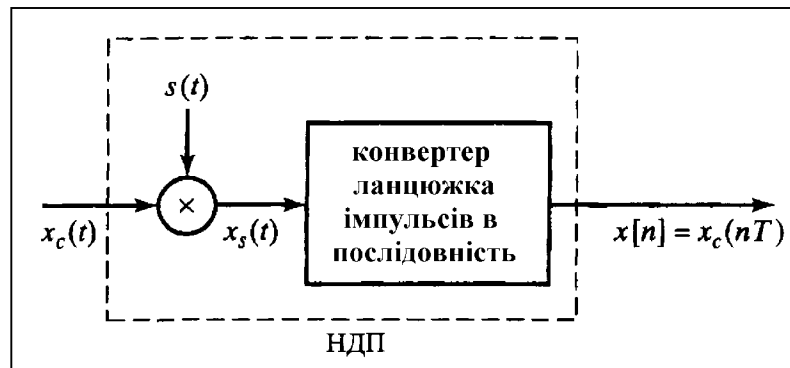 s(t)
×
конвертер
ланцюжка
імпульсів в
послідовність
x_c(t)
x_s(t)
x[n] = x_c(nT)
НДП